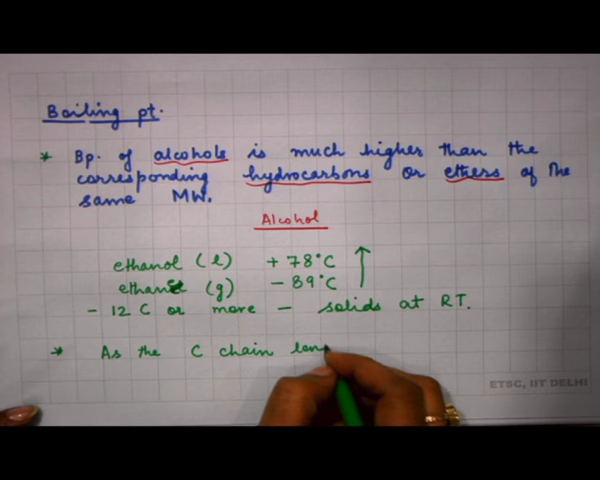 Boiling pt.
* Bp. of alcohols is much higher than the
corresponding hydrocarbons or ethers of the
same MW.
Alcohol
ethanol (l) + 78°C
ethane (g) - 89°C
- 12 C or more - solids at RT.
* As the C chain len
ETSC, IIT DELHI